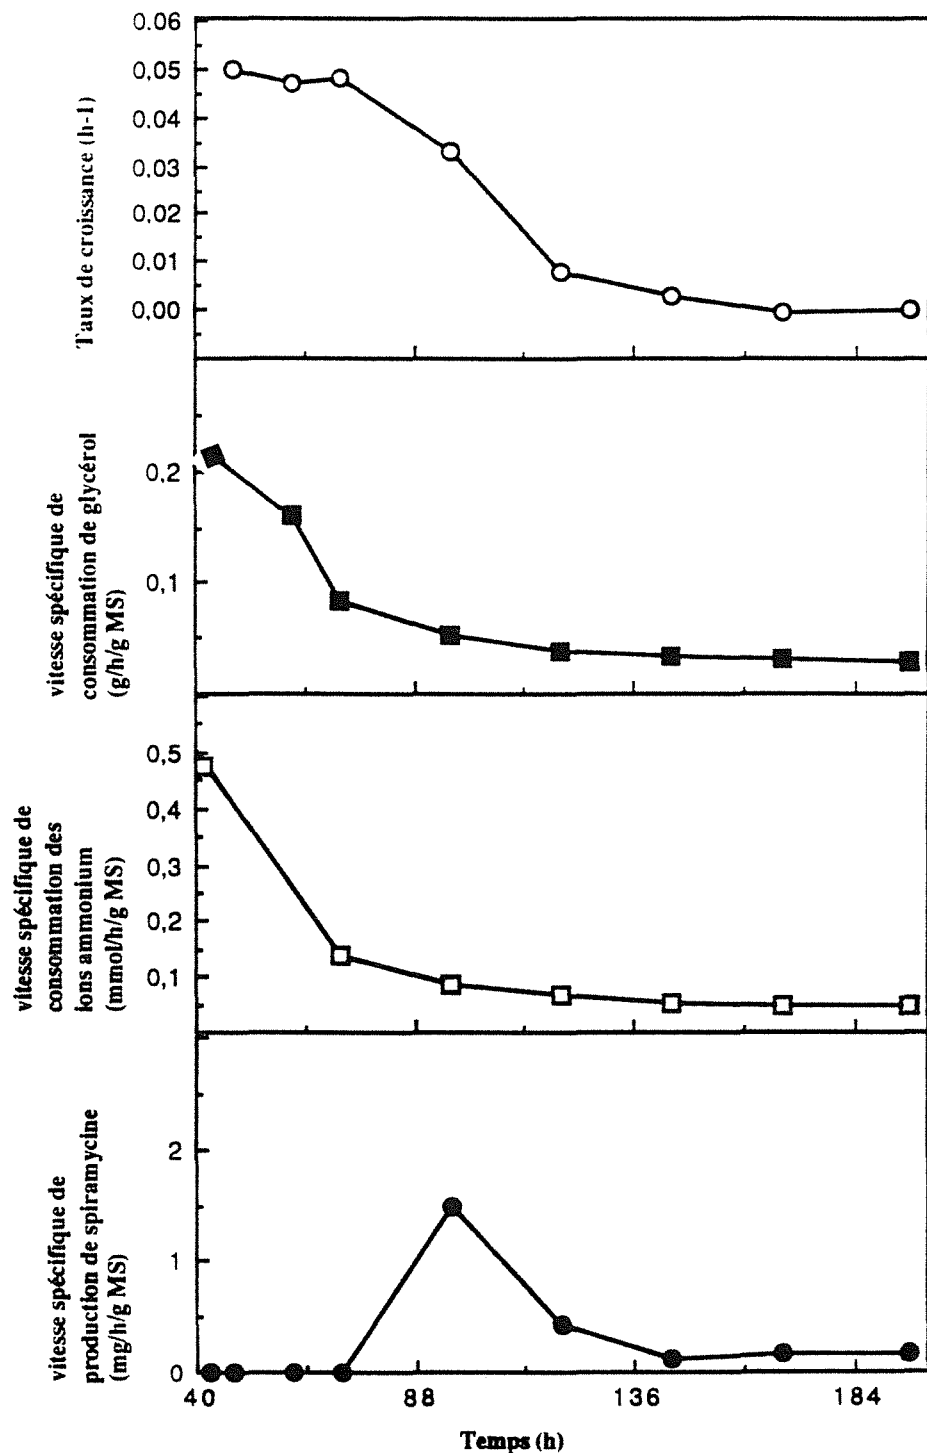 Taux de croissance (h-1)
0.06
0.05
0.04
0.03
0.02
0.01
0.00
vitesse spécifique de
consommation de glycérol
(g/h/g MS)
0,2
0,1
vitesse spécifique de
consommation des
ions ammonium
(mmol/h/g MS)
0,5
0,4
0,3
0,2
0,1
vitesse spécifique de
production de spiramycine
(mg/h/g MS)
2
1
0
40 88 136 184
Temps (h)